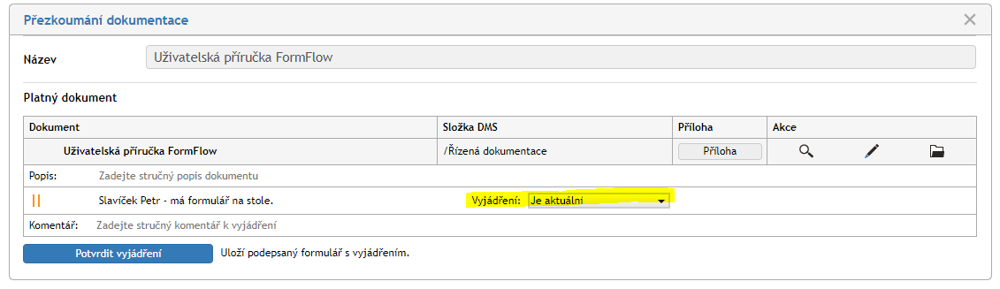 Přezkoumání dokumentace
Název Uživatelská příručka FormFlow
Platný dokument
Dokument Složka DMS Příloha Akce
Uživatelská příručka FormFlow /Řízená dokumentace Příloha
Popis: Zadejte stručný popis dokumentu
Slavíček Petr - má formulář na stole. Vyjádření: Je aktuální
Komentář: Zadejte stručný komentář k vyjádření
Potvrdit vyjádření Uloží podepsaný formulář s vyjádřením.